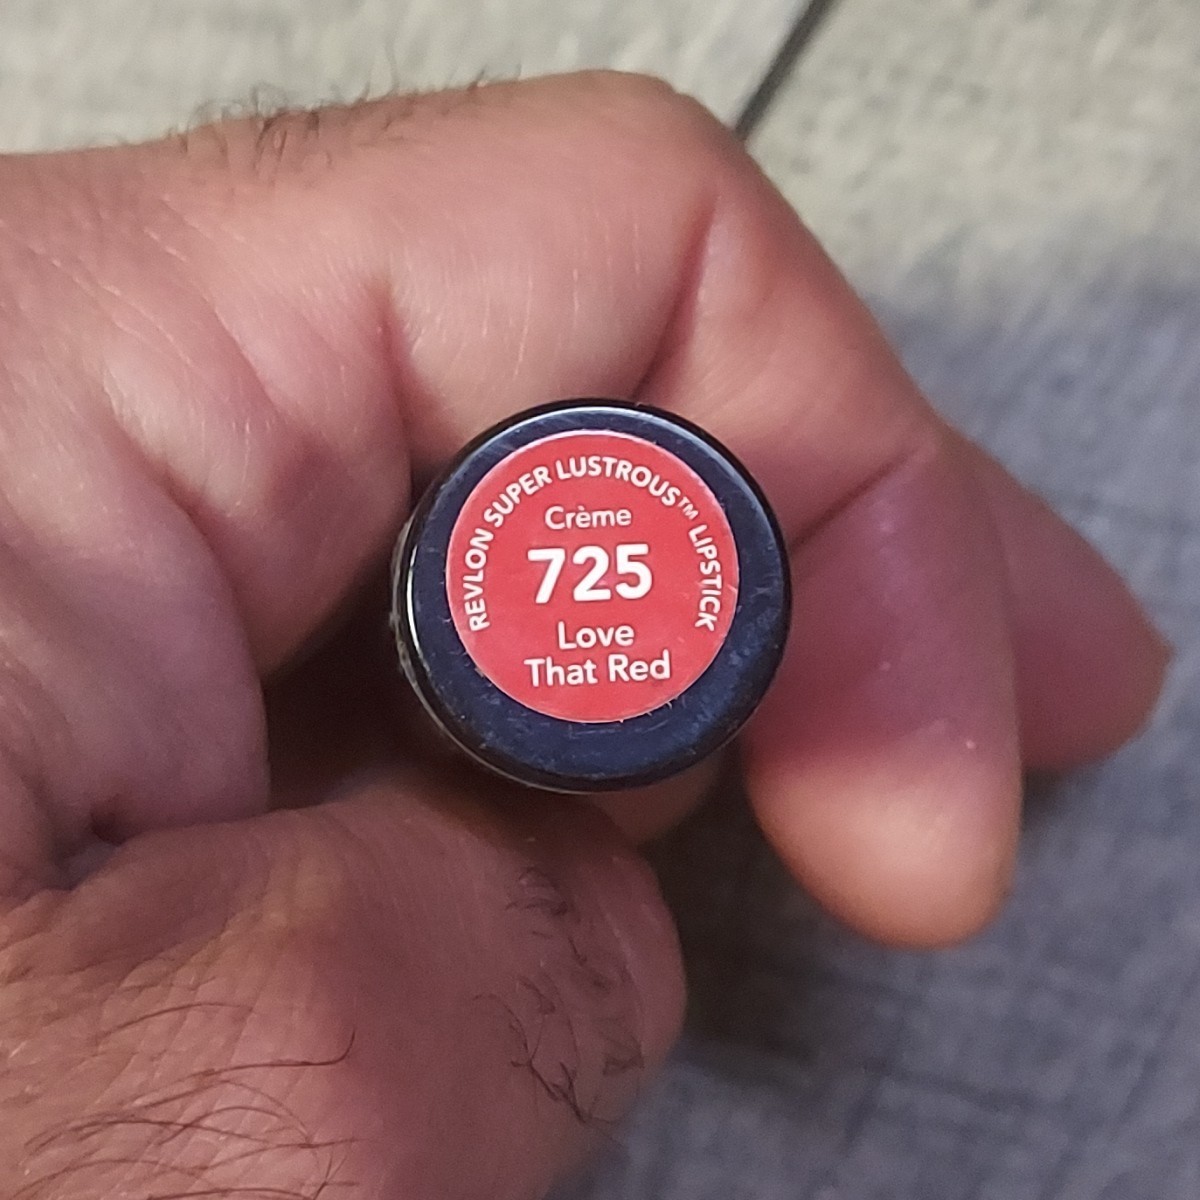 REVLON SUPER LUSTROUS™ LIPSTICK
Crème
725
Love
That Red